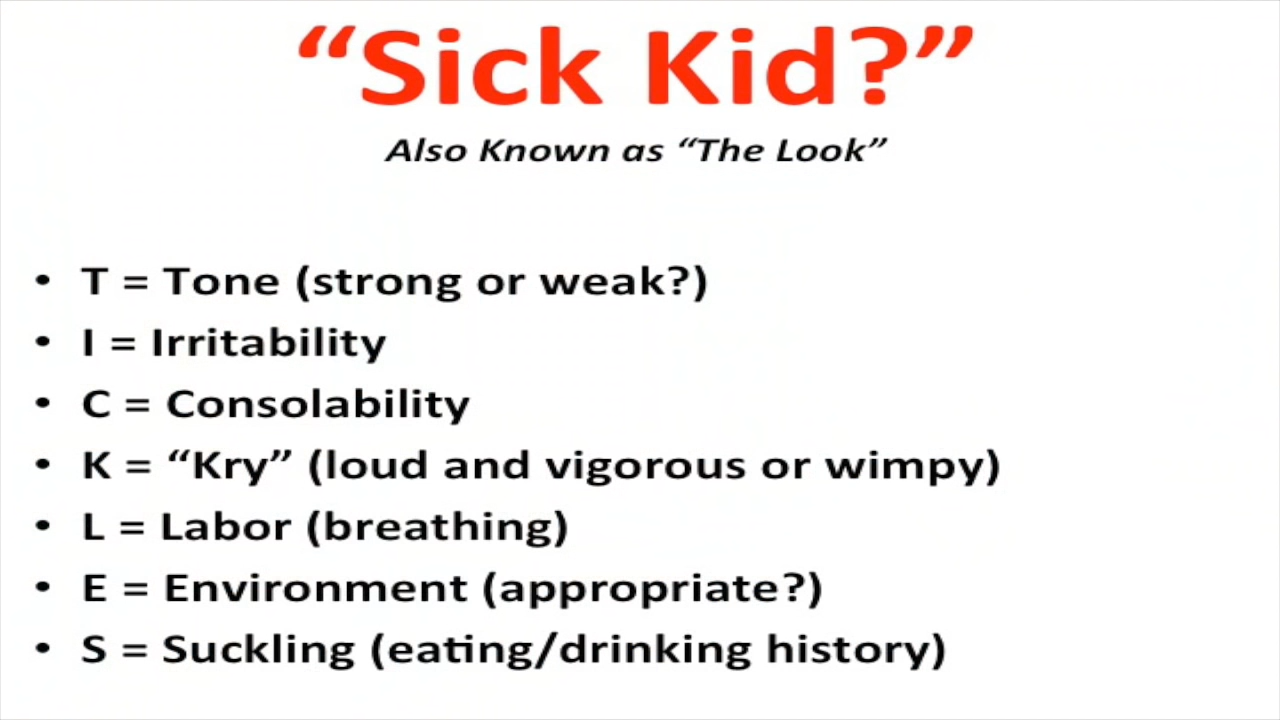 “Sick Kid?”
Also Known as “The Look”
• T = Tone (strong or weak?)
• I = Irritability
• C = Consolability
• K = “Kry” (loud and vigorous or wimpy)
• L = Labor (breathing)
• E = Environment (appropriate?)
• S = Suckling (eating/drinking history)